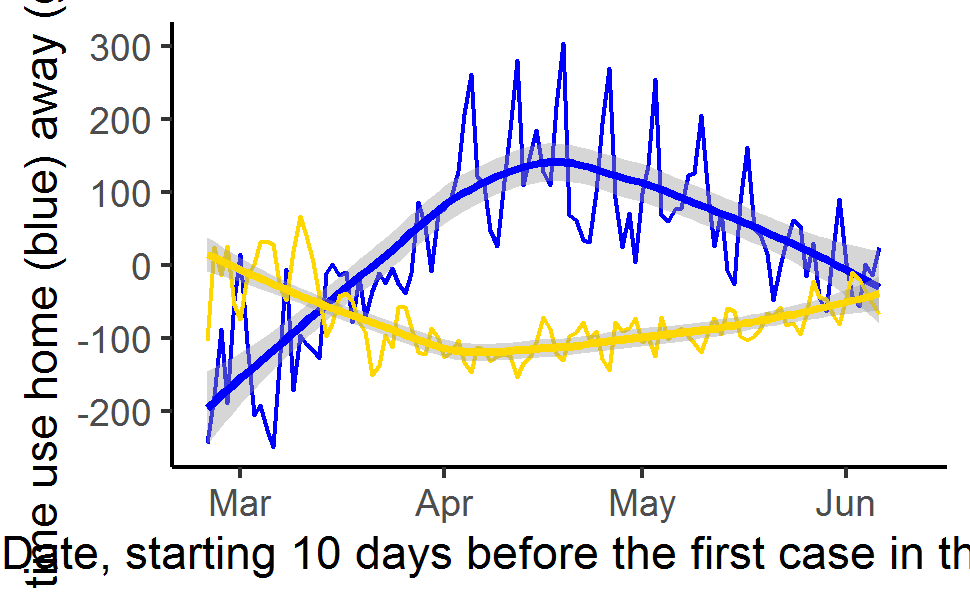 time use home (blue) away (
300
200
100
0
-100
-200
Mar Apr May Jun
Date, starting 10 days before the first case in th